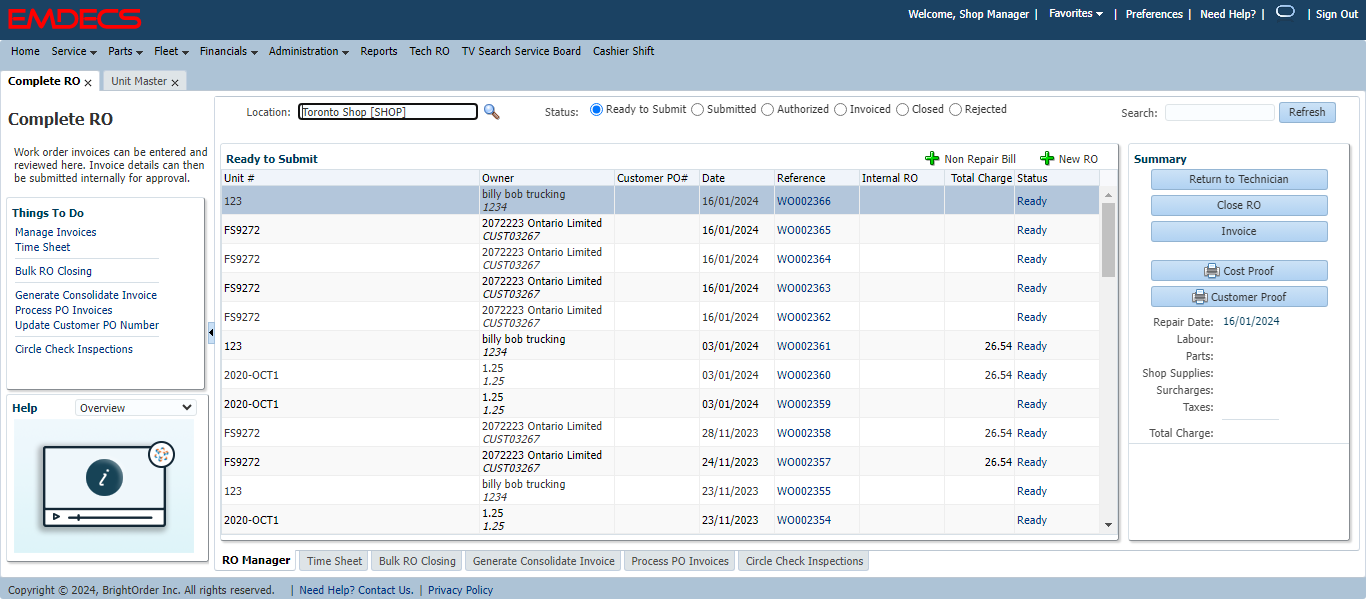 EMDECS
Welcome, Shop Manager | Favorites | Preferences | Need Help? | | Sign Out
Home Service Parts Fleet Financials Administration Reports Tech RO TV Search Service Board Cashier Shift
Complete RO x Unit Master x
Complete RO
Work order invoices can be entered and
reviewed here. Invoice details can then
be submitted internally for approval.
Things To Do
Manage Invoices
Time Sheet
Bulk RO Closing
Generate Consolidate Invoice
Process PO Invoices
Update Customer PO Number
Circle Check Inspections
Help Overview
i
Location: Toronto Shop [SHOP] Status: Ready to Submit Submitted Authorized Invoiced Closed Rejected Search: Refresh
Ready to Submit Non Repair Bill New RO
Unit # Owner Customer PO# Date Reference Internal RO Total Charge Status
123 billy bob trucking 16/01/2024 WO002366 Ready
1234
FS9272 2072223 Ontario Limited 16/01/2024 WO002365 Ready
CUST03267
FS9272 2072223 Ontario Limited 16/01/2024 WO002364 Ready
CUST03267
FS9272 2072223 Ontario Limited 16/01/2024 WO002363 Ready
CUST03267
FS9272 2072223 Ontario Limited 16/01/2024 WO002362 Ready
CUST03267
123 billy bob trucking 03/01/2024 WO002361 26.54 Ready
1234
2020-OCT1 1.25 03/01/2024 WO002360 26.54 Ready
1.25
2020-OCT1 1.25 03/01/2024 WO002359 Ready
1.25
FS9272 2072223 Ontario Limited 28/11/2023 WO002358 26.54 Ready
CUST03267
FS9272 2072223 Ontario Limited 24/11/2023 WO002357 26.54 Ready
CUST03267
123 billy bob trucking 23/11/2023 WO002355 Ready
1234
2020-OCT1 1.25 23/11/2023 WO002354 Ready
1.25
Summary
Return to Technician
Close RO
Invoice
Cost Proof
Customer Proof
Repair Date: 16/01/2024
Labour:
Parts:
Shop Supplies:
Surcharges:
Taxes:
Total Charge:
RO Manager Time Sheet Bulk RO Closing Generate Consolidate Invoice Process PO Invoices Circle Check Inspections
Copyright © 2024, BrightOrder Inc. All rights reserved. | Need Help? Contact Us. | Privacy Policy